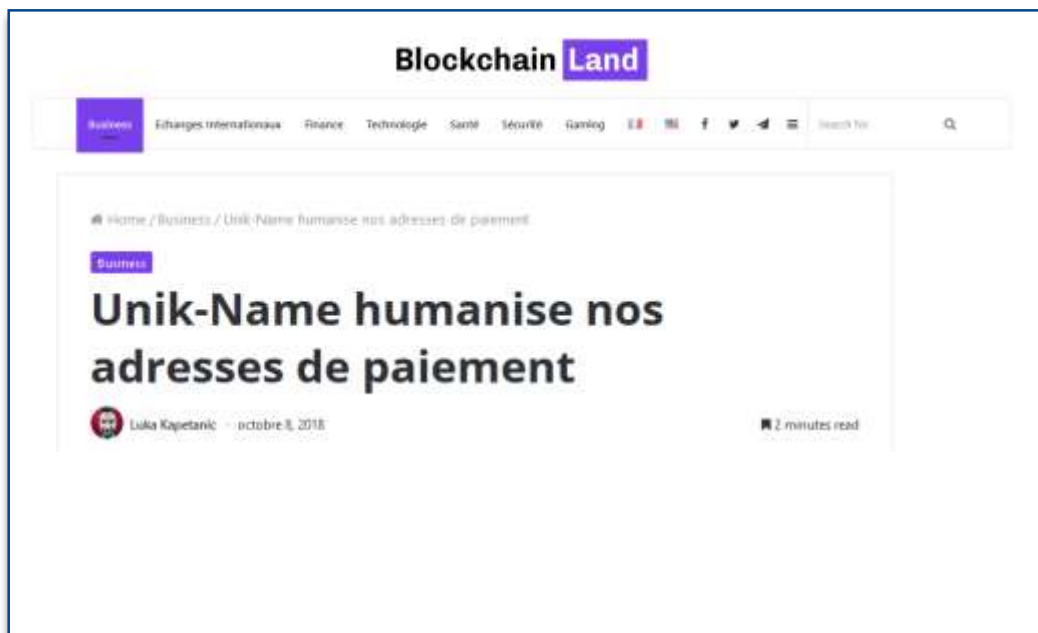 Blockchain Land
Business Echanges Internationaux Finance Technologie Santé Sécurité Gaming Search for
Home / Business / Unik-Name humanise nos adresses de paiement
Business
Unik-Name humanise nos
adresses de paiement
Luka Kapetanic octobre 8, 2018 2 minutes read